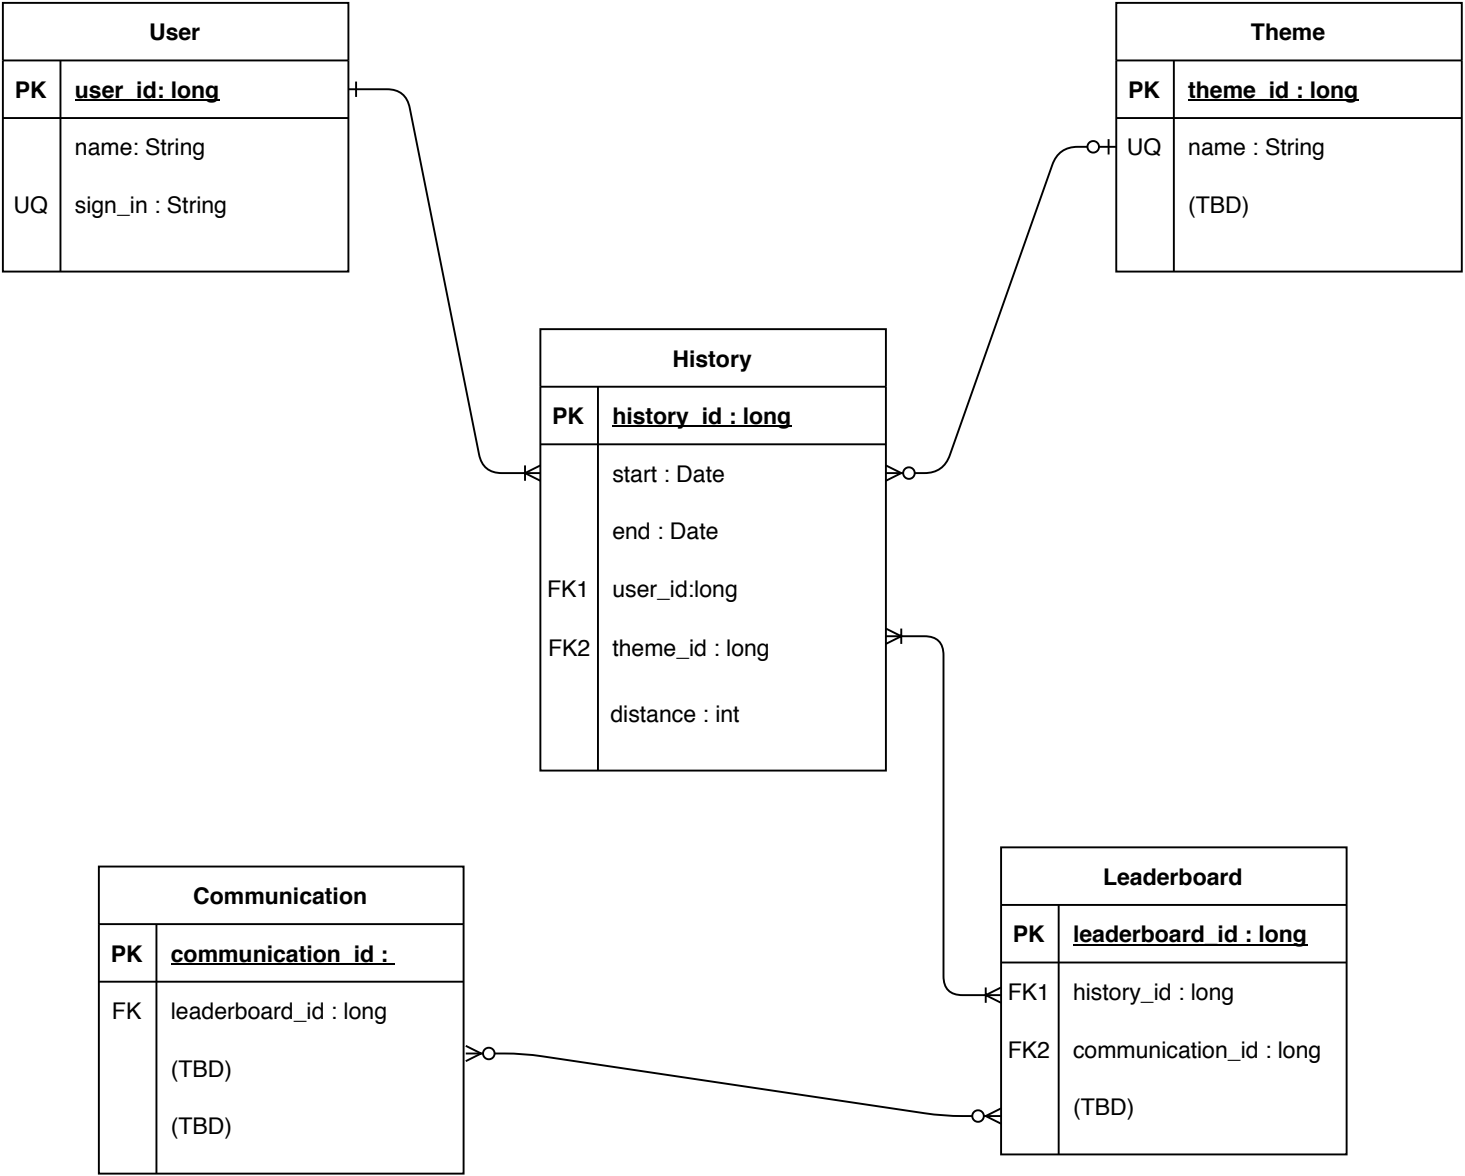 User
PK user_id: long
name: String
UQ sign_in : String
Theme
PK theme_id : long
UQ name : String
(TBD)
History
PK history_id : long
start : Date
end : Date
FK1 user_id:long
FK2 theme_id : long
distance : int
Communication
PK communication_id :
FK leaderboard_id : long
(TBD)
(TBD)
Leaderboard
PK leaderboard_id : long
FK1 history_id : long
FK2 communication_id : long
(TBD)